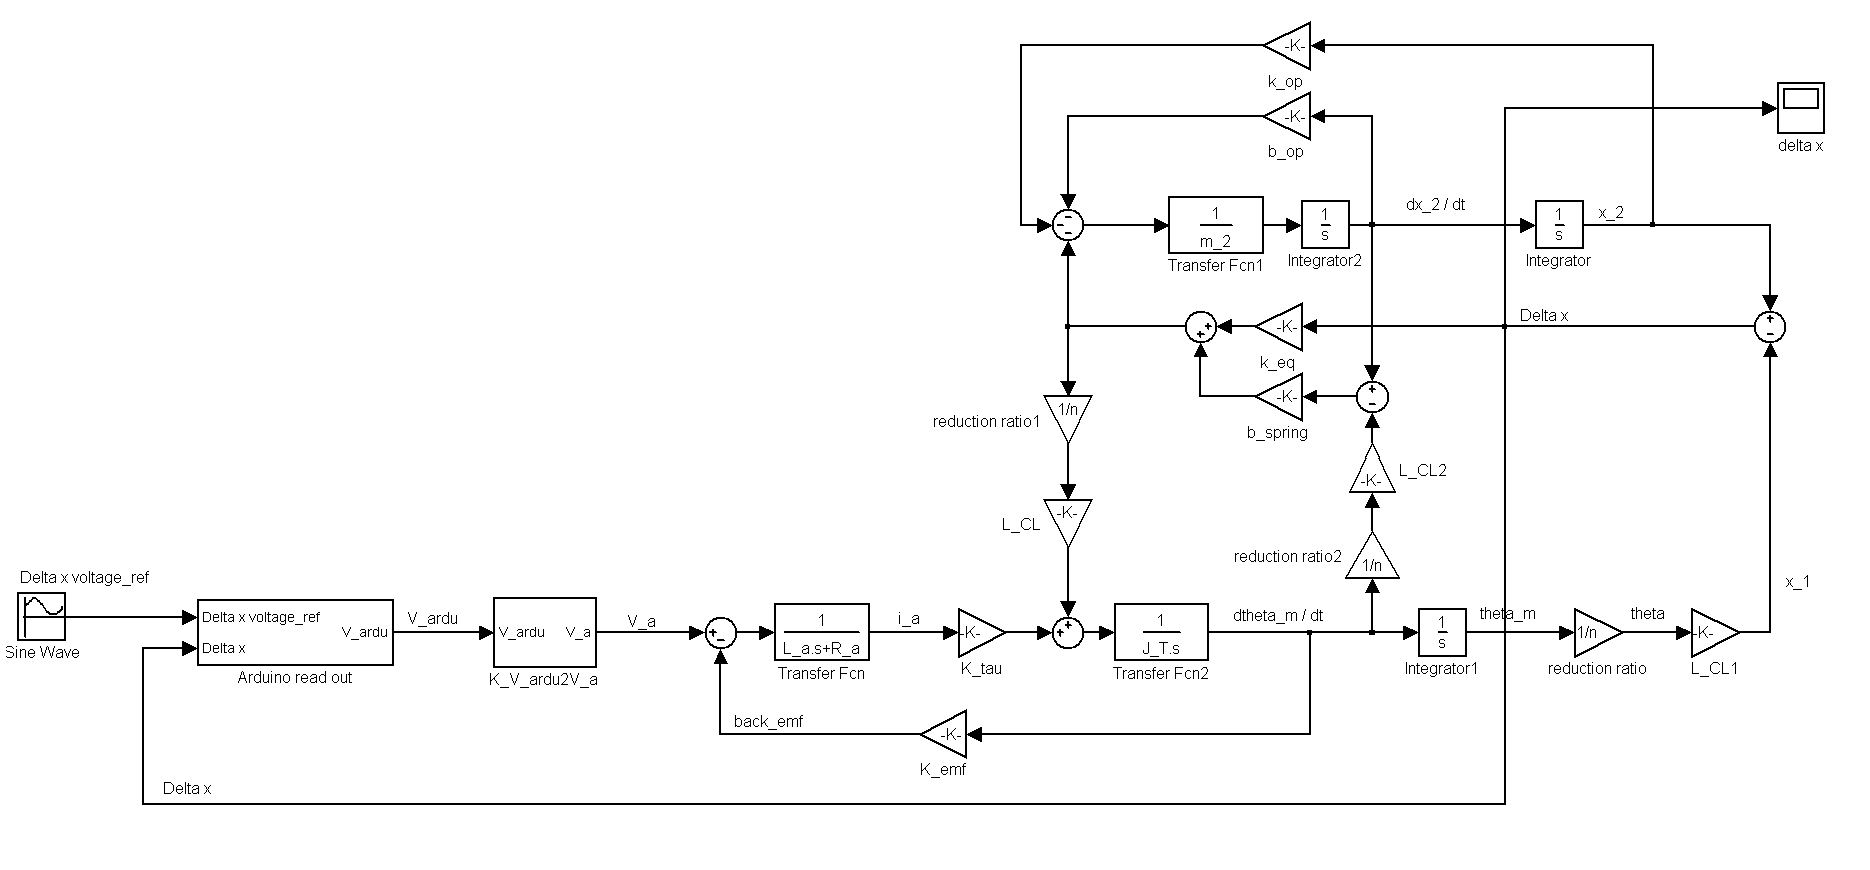 -K-
k_op
-K-
b_op
delta x
dx_2 / dt
x_2
1
m_2
Transfer Fcn1
1
s
Integrator2
1
s
Integrator
-
-
-
+
-
Delta x
+
+
-K-
k_eq
-K-
b_spring
+
-
1/n
reduction ratio1
-K-
L_CL2
-K-
L_CL
1/n
reduction ratio2
x_1
Delta x voltage_ref
Sine Wave
Delta x voltage_ref
Delta x
V_ardu
Arduino read out
V_ardu
V_ardu
V_a
K_V_ardu2V_a
V_a
+
-
1
L_a.s+R_a
Transfer Fcn
i_a
-K-
K_tau
+
+
1
J_T.s
Transfer Fcn2
dtheta_m / dt
1
s
Integrator1
theta_m
1/n
reduction ratio
theta
-K-
L_CL1
back_emf
-K-
K_emf
Delta x